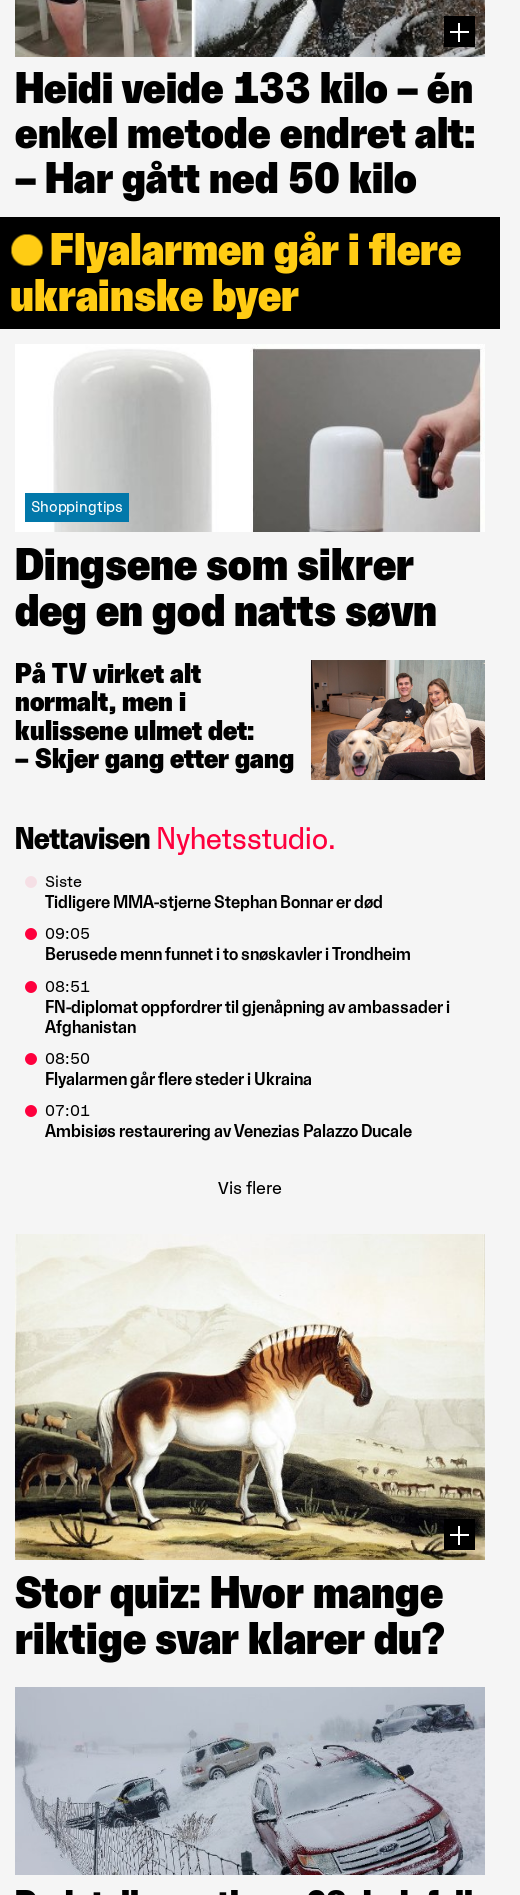 Heidi veide 133 kilo – én
enkel metode endret alt:
– Har gått ned 50 kilo
Flyalarmen går i flere
ukrainske byer
Shoppingtips
Dingsene som sikrer
deg en god natts søvn
På TV virket alt
normalt, men i
kulissene ulmet det:
– Skjer gang etter gang
Nettavisen Nyhetsstudio.
Siste
Tidligere MMA-stjerne Stephan Bonnar er død
09:05
Berusede menn funnet i to snøskavler i Trondheim
08:51
FN-diplomat oppfordrer til gjenåpning av ambassader i
Afghanistan
08:50
Flyalarmen går flere steder i Ukraina
07:01
Ambisiøs restaurering av Venezias Palazzo Ducale
Vis flere
Stor quiz: Hvor mange
riktige svar klarer du?